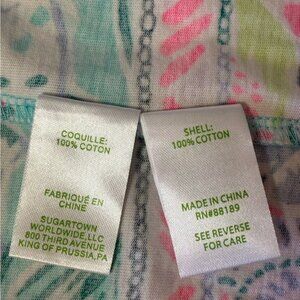 COQUILLE:
100% COTON
FABRIQUÉ EN
CHINE
SUGARTOWN
WORLDWIDE, LLC
800 THIRD AVENUE
KING OF PRUSSIA, PA
SHELL:
100% COTTON
MADE IN CHINA
RN#88189
SEE REVERSE
FOR CARE